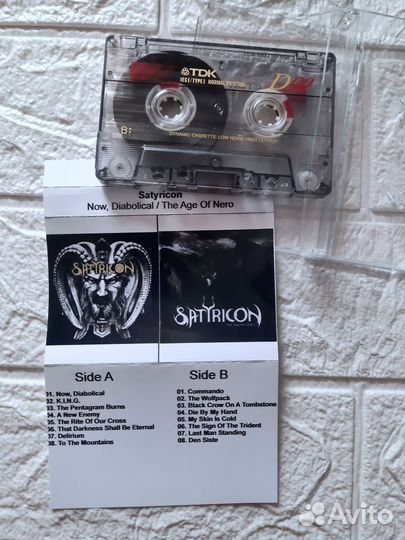 TDK
IECI/TYPE I NORMAL POSITION
D90
B:
DYNAMIC CASSETTE, LOW NOISE, HIGH OUTPUT
Satyricon
Now, Diabolical / The Age Of Nero
SATYRICON
SATYRICON
Side A
01. Now, Diabolical
02. K.I.N.G.
03. The Pentagram Burns
04. A New Enemy
05. The Rite Of Our Cross
06. That Darkness Shall Be Eternal
07. Delirium
08. To The Mountains
Side B
01. Commando
02. The Wolfpack
03. Black Crow On A Tombstone
04. Die By My Hand
05. My Skin Is Cold
06. The Sign Of The Trident
07. Last Man Standing
08. Den Siste
Avito